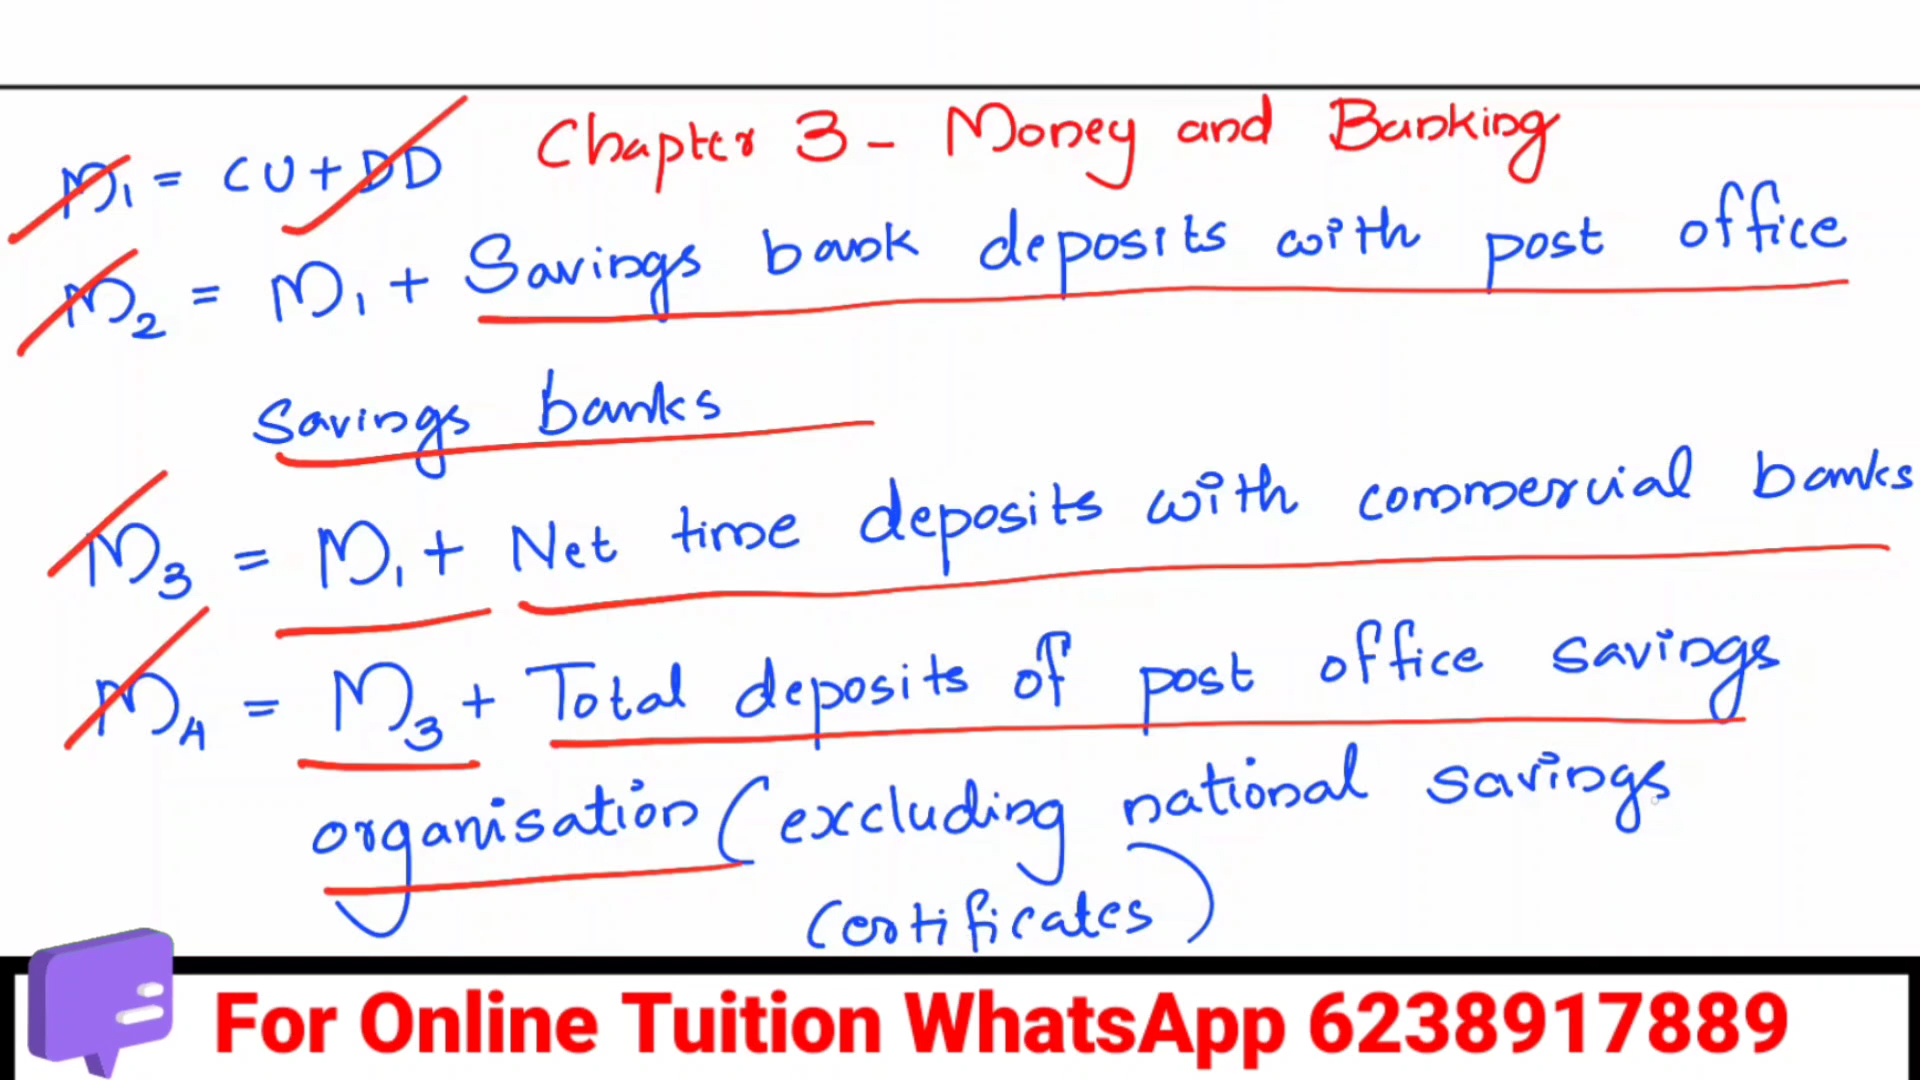 Chapter 3 - Money and Banking
M1 = CU + DD
M2 = M1 + Savings bank deposits with post office
Savings banks
M3 = M1 + Net time deposits with commercial banks
M4 = M3 + Total deposits of post office savings
organisation (excluding national savings
certificates)
For Online Tuition WhatsApp 6238917889